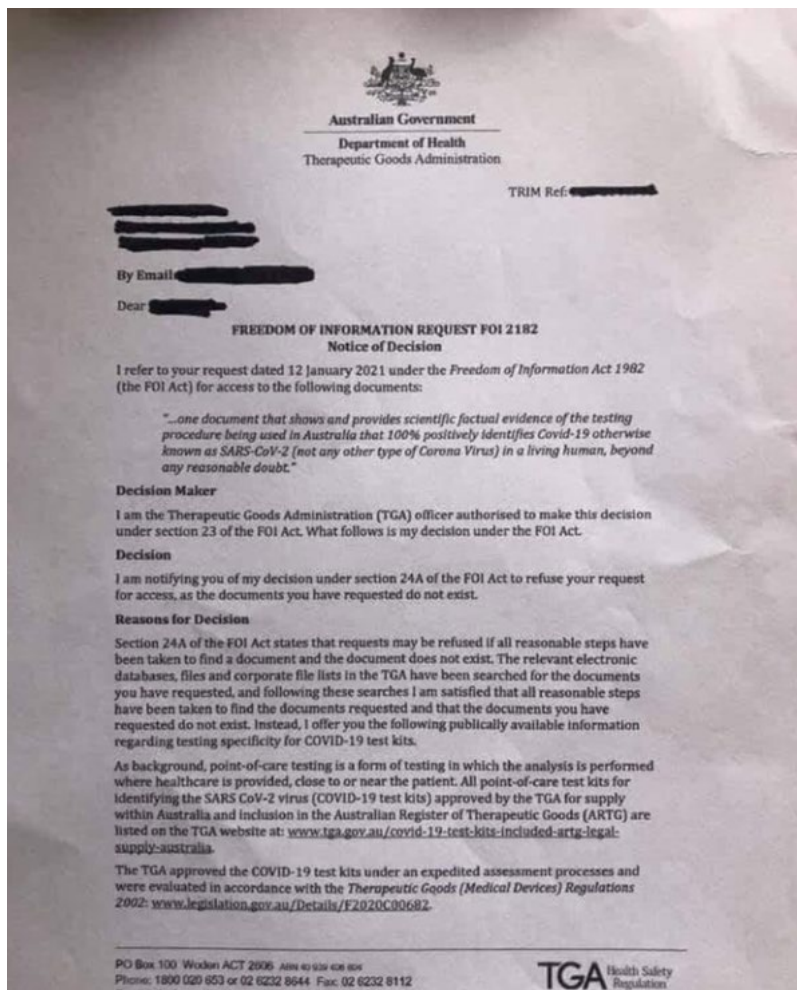 Australian Government
Department of Health
Therapeutic Goods Administration
TRIM Ref:
By Email:
Dear
FREEDOM OF INFORMATION REQUEST FOI 2182
Notice of Decision
I refer to your request dated 12 January 2021 under the Freedom of Information Act 1982
(the FOI Act) for access to the following documents:
"...one document that shows and provides scientific factual evidence of the testing
procedure being used in Australia that 100% positively identifies Covid-19 otherwise
known as SARS-CoV-2 (not any other type of Corona Virus) in a living human, beyond
any reasonable doubt."
Decision Maker
I am the Therapeutic Goods Administration (TGA) officer authorised to make this decision
under section 23 of the FOI Act. What follows is my decision under the FOI Act.
Decision
I am notifying you of my decision under section 24A of the FOI Act to refuse your request
for access, as the documents you have requested do not exist.
Reasons for Decision
Section 24A of the FOI Act states that requests may be refused if all reasonable steps have
been taken to find a document and the document does not exist. The relevant electronic
databases, files and corporate file lists in the TGA have been searched for the documents
you have requested, and following these searches I am satisfied that all reasonable steps
have been taken to find the documents requested and that the documents you have
requested do not exist. Instead, I offer you the following publically available information
regarding testing specificity for COVID-19 test kits.
As background, point-of-care testing is a form of testing in which the analysis is performed
where healthcare is provided, close to or near the patient. All point-of-care test kits for
identifying the SARS CoV-2 virus (COVID-19 test kits) approved by the TGA for supply
within Australia and inclusion in the Australian Register of Therapeutic Goods (ARTG) are
listed on the TGA website at: www.tga.gov.au/covid-19-test-kits-included-artg-legal-
supply-australia.
The TGA approved the COVID-19 test kits under an expedited assessment processes and
were evaluated in accordance with the Therapeutic Goods (Medical Devices) Regulations
2002: www.legislation.gov.au/Details/F2020C00682.
PO Box 100 Woden ACT 2606 ABN 40 939 406 804
Phone: 1800 020 653 or 02 6232 8644 Fax: 02 6232 8112
TGA Health Safety
Regulation